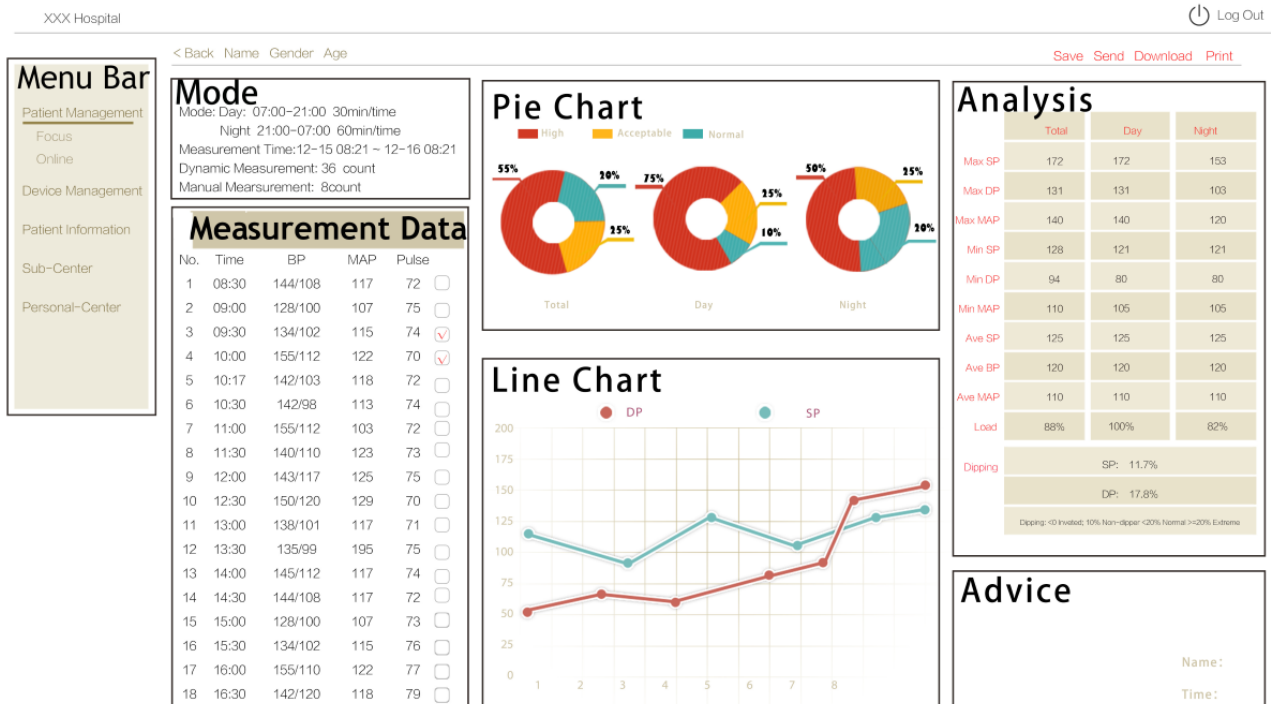 XXX Hospital
Log Out
< Back Name Gender Age
Save Send Download Print
Menu Bar
Patient Management
Focus
Online
Device Management
Patient Information
Sub-Center
Personal-Center
Mode
Mode: Day: 07:00-21:00 30min/time
Night 21:00-07:00 60min/time
Measurement Time:12-15 08:21 ~ 12-16 08:21
Dynamic Measurement: 36 count
Manual Mearsurement: 8count
Measurement Data
No. Time BP MAP Pulse
1 08:30 144/108 117 72
2 09:00 128/100 107 75
3 09:30 134/102 115 74
4 10:00 155/112 122 70
5 10:17 142/103 118 72
6 10:30 142/98 113 74
7 11:00 155/112 103 72
8 11:30 140/110 123 73
9 12:00 143/117 125 75
10 12:30 150/120 129 70
11 13:00 138/101 117 71
12 13:30 135/99 195 75
13 14:00 145/112 117 74
14 14:30 144/108 117 72
15 15:00 128/100 107 73
16 15:30 134/102 115 76
17 16:00 155/110 122 77
18 16:30 142/120 118 79
Pie Chart
High Acceptable Normal
55% 20% 25%
75% 25% 10%
50% 25% 20%
Total Day Night
Line Chart
DP SP
200
175
150
125
100
75
50
25
0
1 2 3 4 5 6 7 8
Analysis
Total Day Night
Max SP 172 172 153
Max DP 131 131 103
Max MAP 140 140 120
Min SP 128 121 121
Min DP 94 80 80
Min MAP 110 105 105
Ave SP 125 125 125
Ave BP 120 120 120
Ave MAP 110 110 110
Load 88% 100% 82%
Dipping SP: 11.7%
DP: 17.8%
Dipping: <0 Inveted; 10% Non-dipper <20% Normal >=20% Extreme
Advice
Name:
Time: